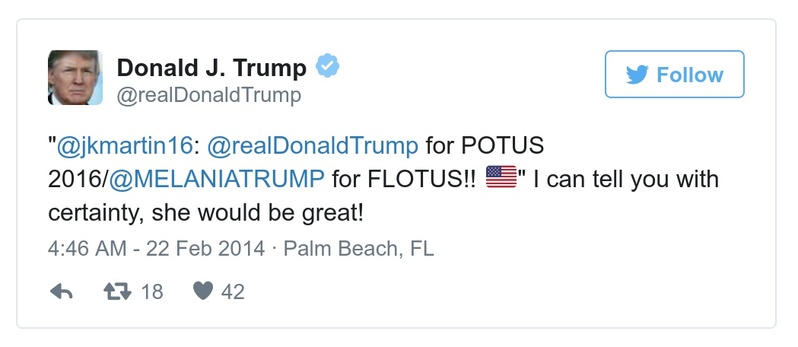 Donald J. Trump
@realDonaldTrump
Follow
"@jkmartin16: @realDonaldTrump for POTUS
2016/@MELANIATRUMP for FLOTUS!! 🇺🇸" I can tell you with
certainty, she would be great!
4:46 AM - 22 Feb 2014 · Palm Beach, FL
18 42